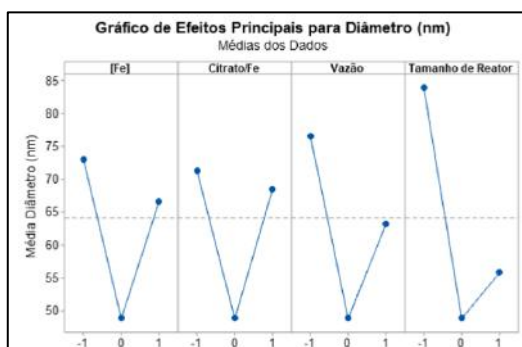 Gráfico de Efeitos Principais para Diâmetro (nm)
Médias dos Dados
[Fe] Citrato/Fe Vazão Tamanho de Reator
Média Diâmetro (nm)
85
80
75
70
65
60
55
50
-1 0 1 -1 0 1 -1 0 1 -1 0 1